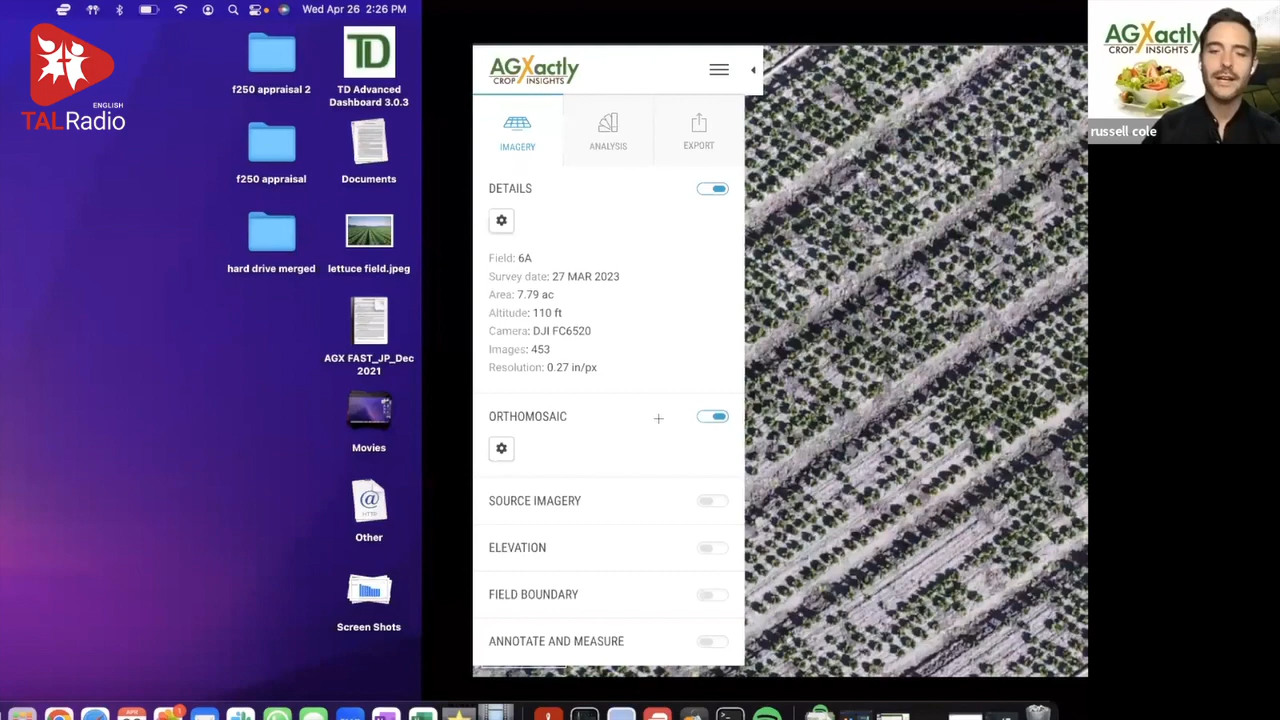 Wed Apr 26 2:26 PM
ENGLISH
TALRadio
f250 appraisal 2
TD
TD Advanced
Dashboard 3.0.3
f250 appraisal
Documents
hard drive merged
lettuce field.jpeg
AGX FAST_JP_Dec
2021
Movies
@
HTTP
Other
Screen Shots
AGXactly
CROP INSIGHTS
IMAGERY
ANALYSIS
EXPORT
DETAILS
Field: 6A
Survey date: 27 MAR 2023
Area: 7.79 ac
Altitude: 110 ft
Camera: DJI FC6520
Images: 453
Resolution: 0.27 in/px
ORTHOMOSAIC
SOURCE IMAGERY
ELEVATION
FIELD BOUNDARY
ANNOTATE AND MEASURE
AGXactly
CROP INSIGHTS
russell cole